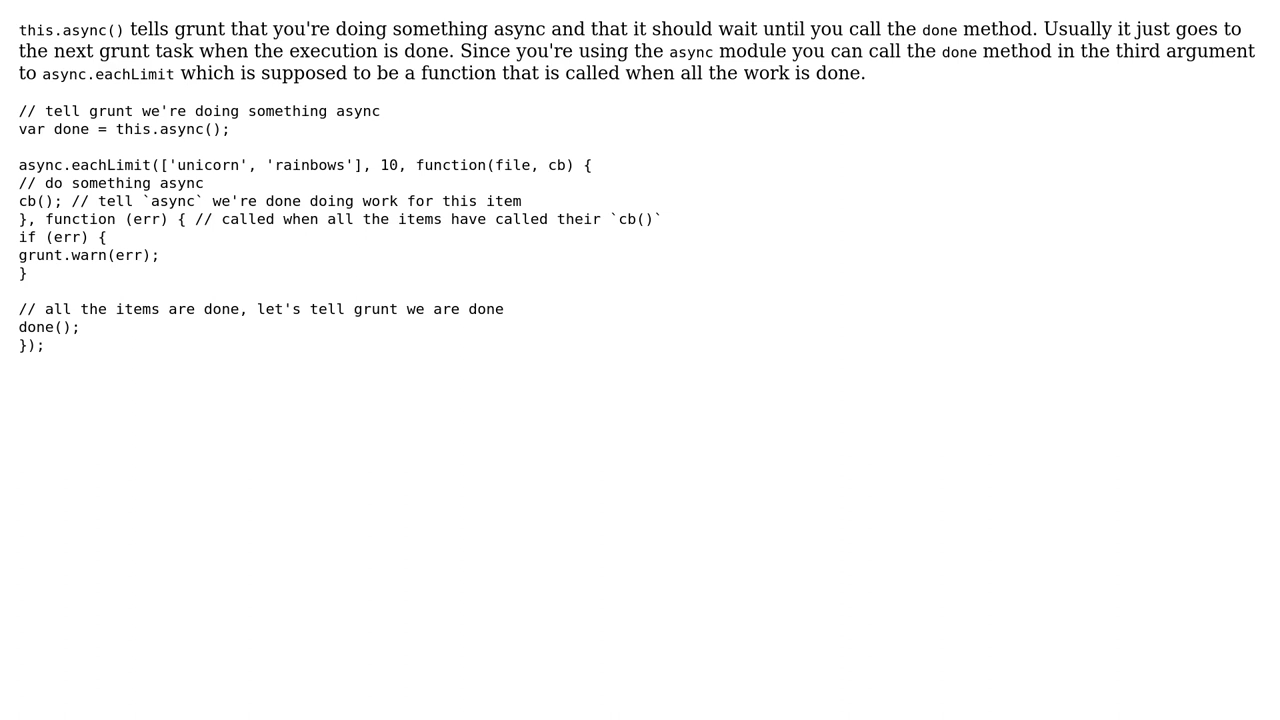 this.async() tells grunt that you're doing something async and that it should wait until you call the done method. Usually it just goes to
the next grunt task when the execution is done. Since you're using the async module you can call the done method in the third argument
to async.eachLimit which is supposed to be a function that is called when all the work is done.
// tell grunt we're doing something async
var done = this.async();
async.eachLimit(['unicorn', 'rainbows'], 10, function(file, cb) {
// do something async
cb(); // tell `async` we're done doing work for this item
}, function (err) { // called when all the items have called their `cb()`
if (err) {
grunt.warn(err);
}
// all the items are done, let's tell grunt we are done
done();
});